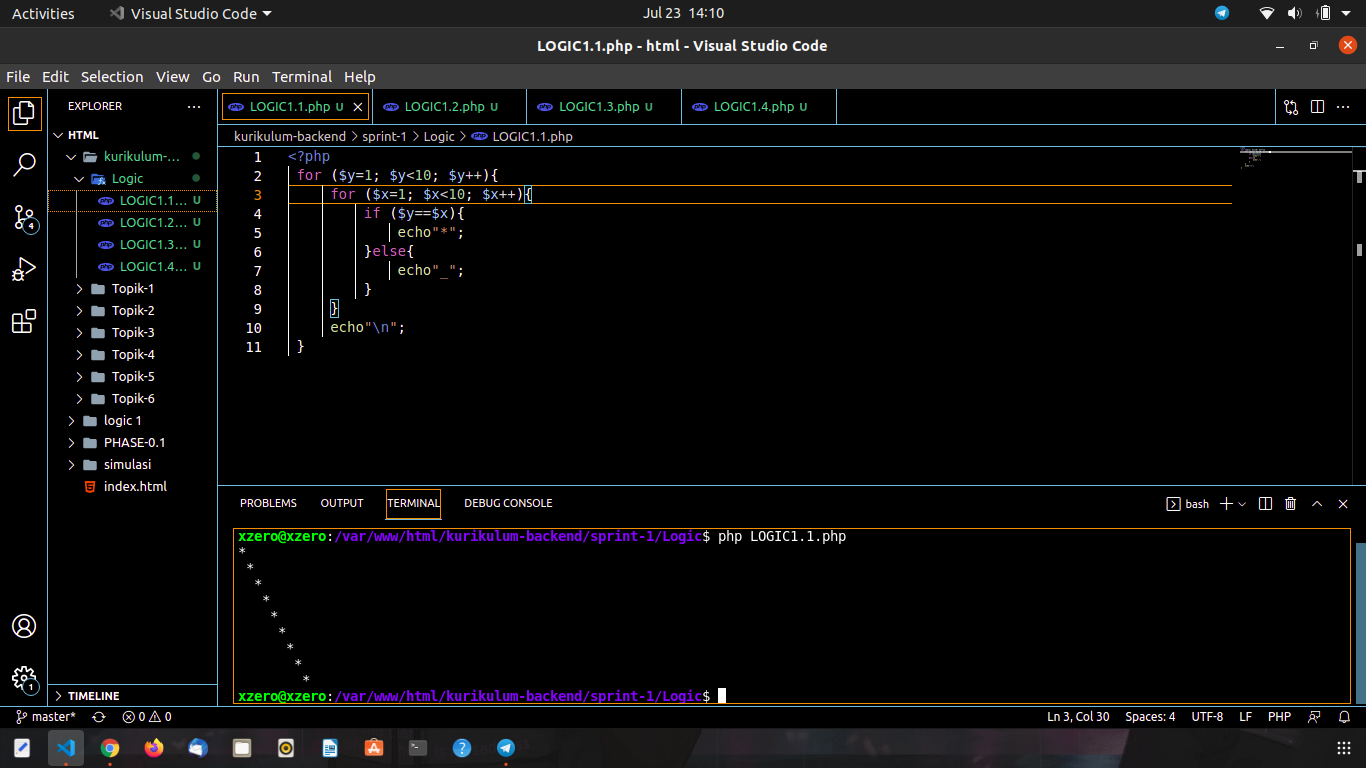 Activities Visual Studio Code Jul 23 14:10
LOGIC1.1.php - html - Visual Studio Code
File Edit Selection View Go Run Terminal Help
EXPLORER
LOGIC1.1.php U
LOGIC1.2.php U
LOGIC1.3.php U
LOGIC1.4.php U
HTML
kurikulum-...
Logic
LOGIC1.1... U
LOGIC1.2... U
LOGIC1.3... U
LOGIC1.4... U
Topik-1
Topik-2
Topik-3
Topik-4
Topik-5
Topik-6
logic 1
PHASE-0.1
simulasi
index.html
TIMELINE
4
1
kurikulum-backend > sprint-1 > Logic > LOGIC1.1.php
1 <?php
2 for ($y=1; $y<10; $y++){
3 for ($x=1; $x<10; $x++){
4 if ($y==$x){
5 echo"*";
6 }else{
7 echo"_";
8 }
9 }
10 echo"\n";
11 }
PROBLEMS OUTPUT TERMINAL DEBUG CONSOLE bash
xzero@xzero:/var/www/html/kurikulum-backend/sprint-1/Logic$ php LOGIC1.1.php
*
*
*
*
*
*
*
*
*
xzero@xzero:/var/www/html/kurikulum-backend/sprint-1/Logic$
master* 0 0 Ln 3, Col 30 Spaces: 4 UTF-8 LF PHP